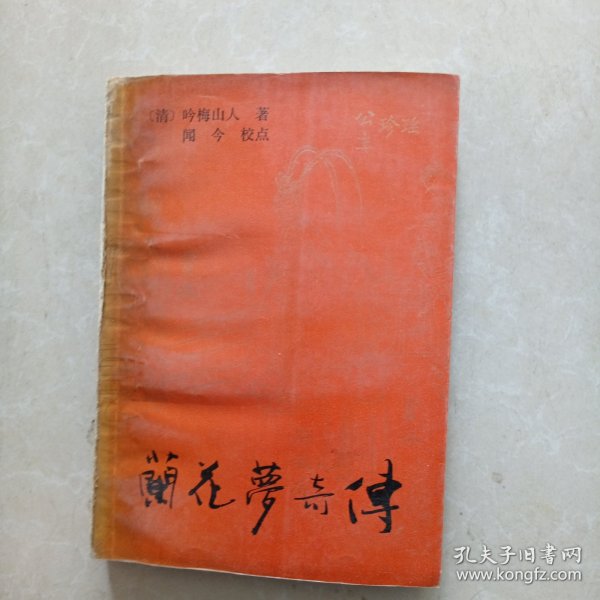 〔清〕吟梅山人 著
闻 今 校点
蘭花夢奇傳
孔夫子旧书网
www.kongfz.com